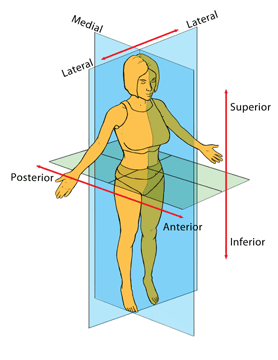 Medial
Lateral
Lateral
Superior
Posterior
Anterior
Inferior